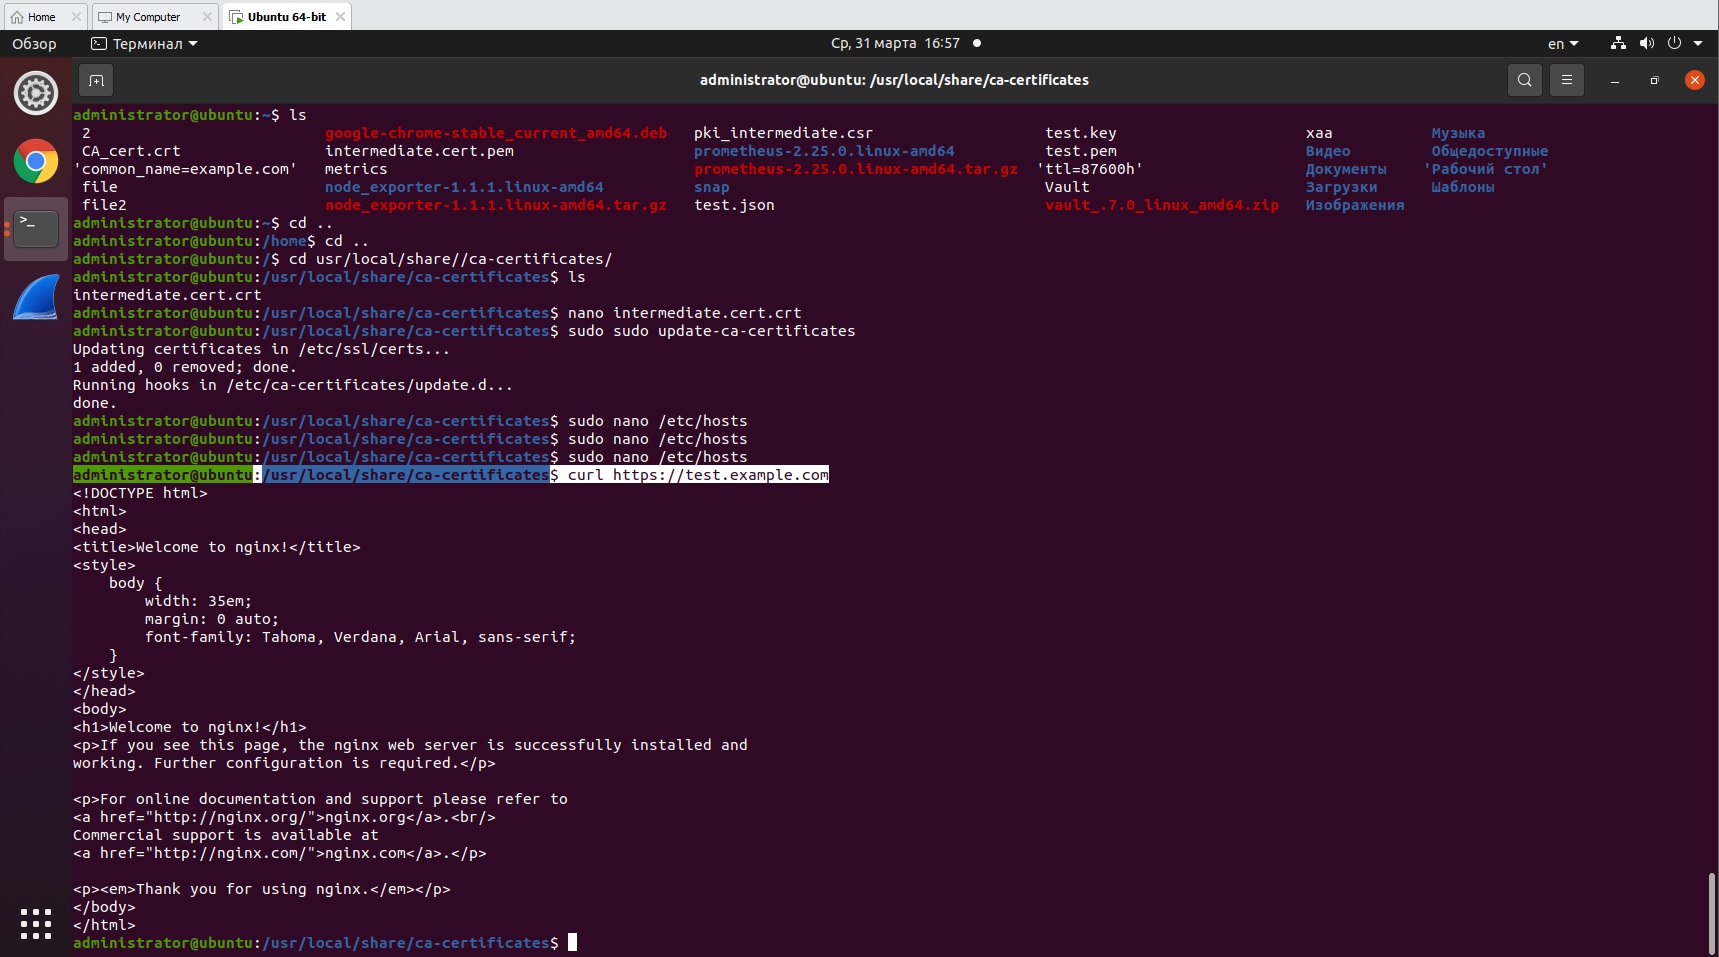 Home
My Computer
Ubuntu 64-bit
Обзор
Терминал
Ср, 31 марта 16:57
en
administrator@ubuntu: /usr/local/share/ca-certificates
administrator@ubuntu:~$ ls
2 google-chrome-stable_current_amd64.deb pki_intermediate.csr test.key xaa Музыка
CA_cert.crt intermediate.cert.pem prometheus-2.25.0.linux-amd64 test.pem Видео Общедоступные
'common_name=example.com' metrics prometheus-2.25.0.linux-amd64.tar.gz 'ttl=87600h' Документы 'Рабочий стол'
file node_exporter-1.1.1.linux-amd64 snap Vault Загрузки Шаблоны
file2 node_exporter-1.1.1.linux-amd64.tar.gz test.json vault_.7.0_linux_amd64.zip Изображения
administrator@ubuntu:~$ cd ..
administrator@ubuntu:/home$ cd ..
administrator@ubuntu:/$ cd usr/local/share//ca-certificates/
administrator@ubuntu:/usr/local/share/ca-certificates$ ls
intermediate.cert.crt
administrator@ubuntu:/usr/local/share/ca-certificates$ nano intermediate.cert.crt
administrator@ubuntu:/usr/local/share/ca-certificates$ sudo sudo update-ca-certificates
Updating certificates in /etc/ssl/certs...
1 added, 0 removed; done.
Running hooks in /etc/ca-certificates/update.d...
done.
administrator@ubuntu:/usr/local/share/ca-certificates$ sudo nano /etc/hosts
administrator@ubuntu:/usr/local/share/ca-certificates$ sudo nano /etc/hosts
administrator@ubuntu:/usr/local/share/ca-certificates$ sudo nano /etc/hosts
administrator@ubuntu:/usr/local/share/ca-certificates$ curl https://test.example.com
<!DOCTYPE html>
<html>
<head>
<title>Welcome to nginx!</title>
<style>
    body {
        width: 35em;
        margin: 0 auto;
        font-family: Tahoma, Verdana, Arial, sans-serif;
    }
</style>
</head>
<body>
<h1>Welcome to nginx!</h1>
<p>If you see this page, the nginx web server is successfully installed and
working. Further configuration is required.</p>
<p>For online documentation and support please refer to
<a href="http://nginx.org/">nginx.org</a>.<br/>
Commercial support is available at
<a href="http://nginx.com/">nginx.com</a>.</p>
<p><em>Thank you for using nginx.</em></p>
</body>
</html>
administrator@ubuntu:/usr/local/share/ca-certificates$